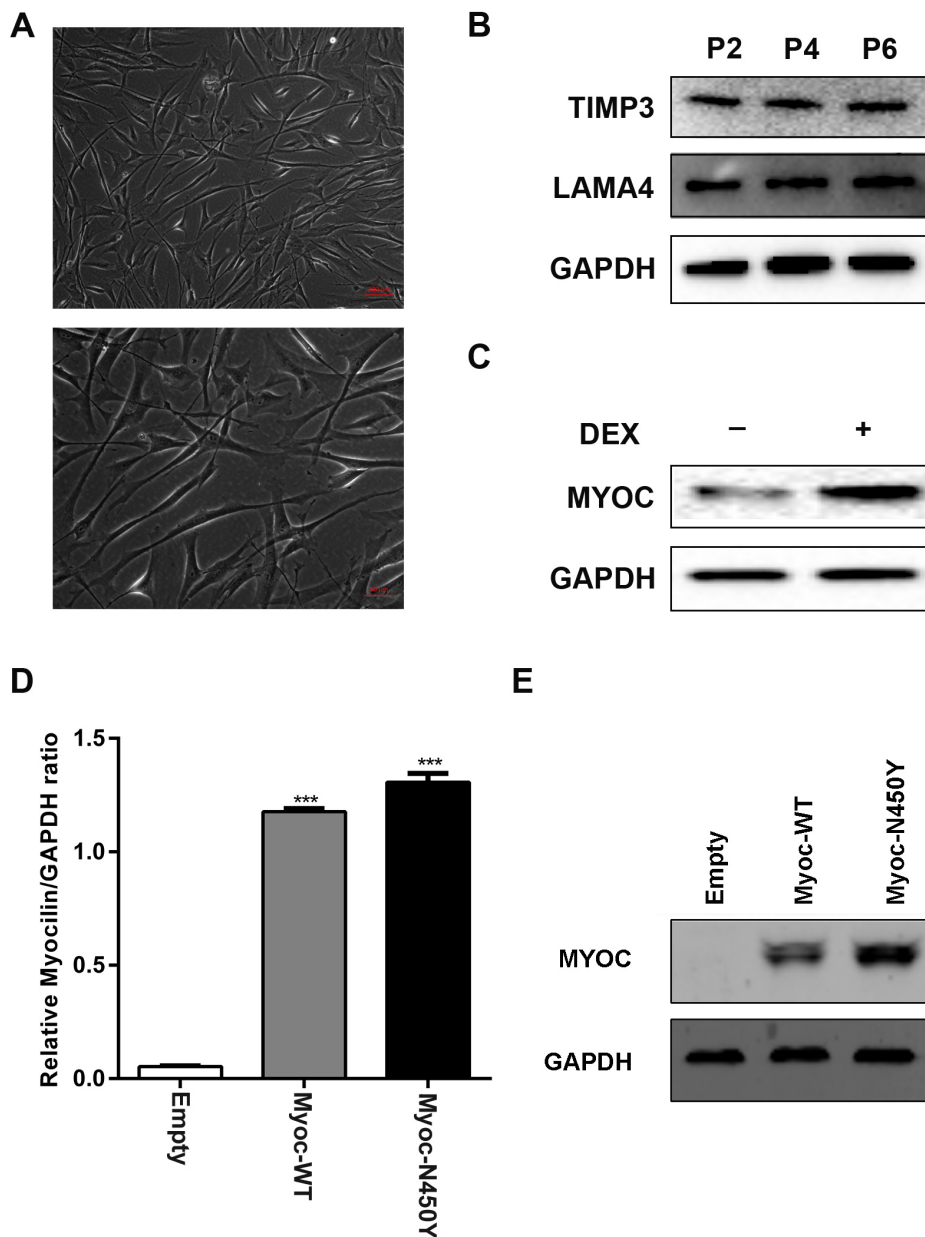 A
B
P2 P4 P6
TIMP3
LAMA4
GAPDH
C
DEX − +
MYOC
GAPDH
D
Relative Myocilin/GAPDH ratio
1.5
1.0
0.5
0.0
***
***
Empty
Myoc-WT
Myoc-N450Y
E
Empty
Myoc-WT
Myoc-N450Y
MYOC
GAPDH